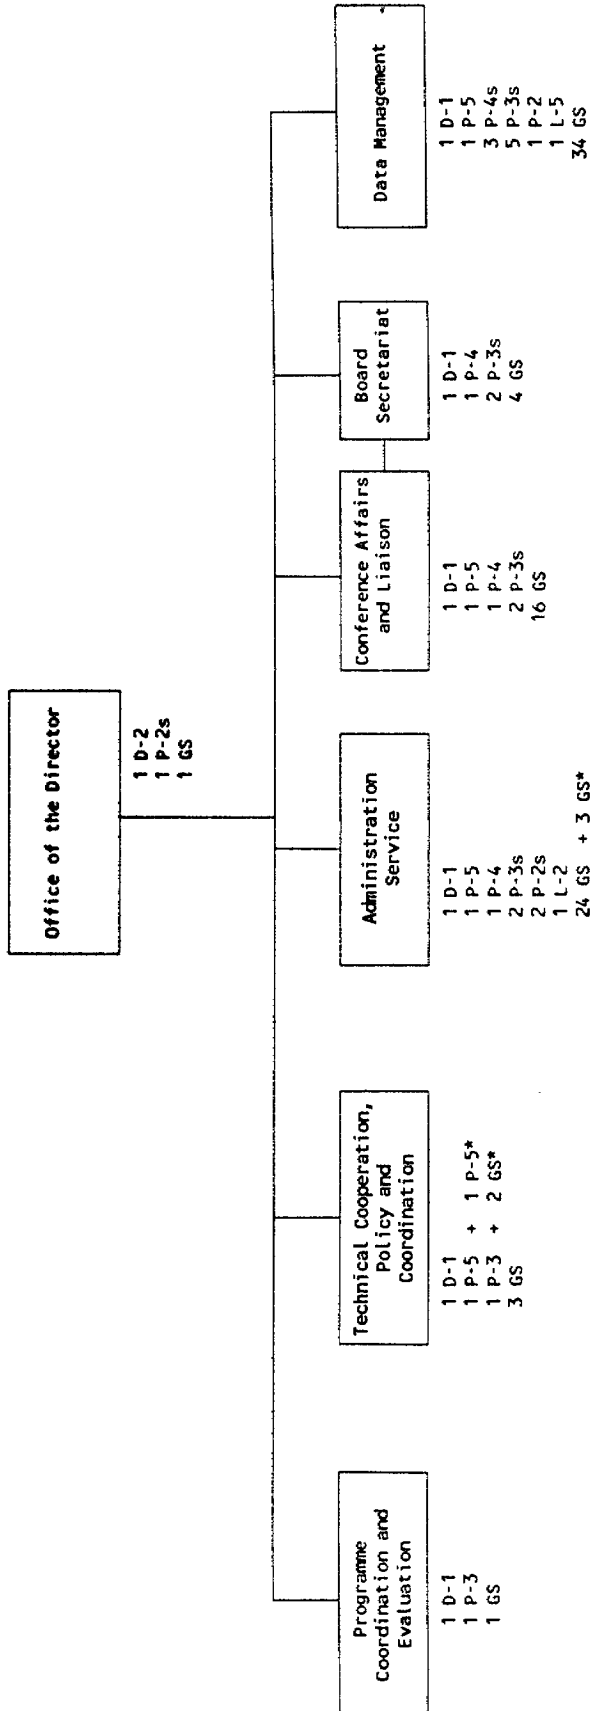 Office of the Director
1 D-2
1 P-2s
1 GS
Programme
Coordination and
Evaluation
1 D-1
1 P-3
1 GS
Technical Cooperation,
Policy and
Coordination
1 D-1
1 P-5 + 1 P-5*
1 P-3 + 2 GS*
3 GS
Administration
Service
1 D-1
1 P-5
1 P-4
2 P-3s
2 P-2s
1 L-2
24 GS + 3 GS*
Conference Affairs
and Liaison
1 D-1
1 P-5
1 P-4
2 P-3s
16 GS
Board
Secretariat
1 D-1
1 P-4
2 P-3s
4 GS
Data Management
1 D-1
1 P-5
3 P-4s
5 P-3s
1 P-2
1 L-5
34 GS